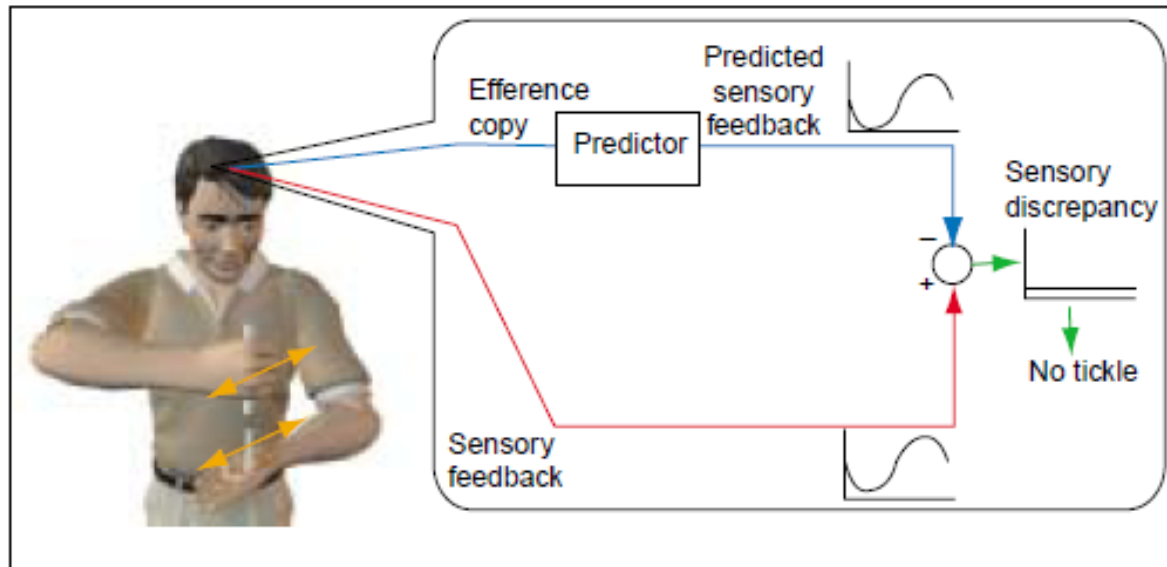 Efference
copy
Predictor
Predicted
sensory
feedback
Sensory
discrepancy
–
+
No tickle
Sensory
feedback